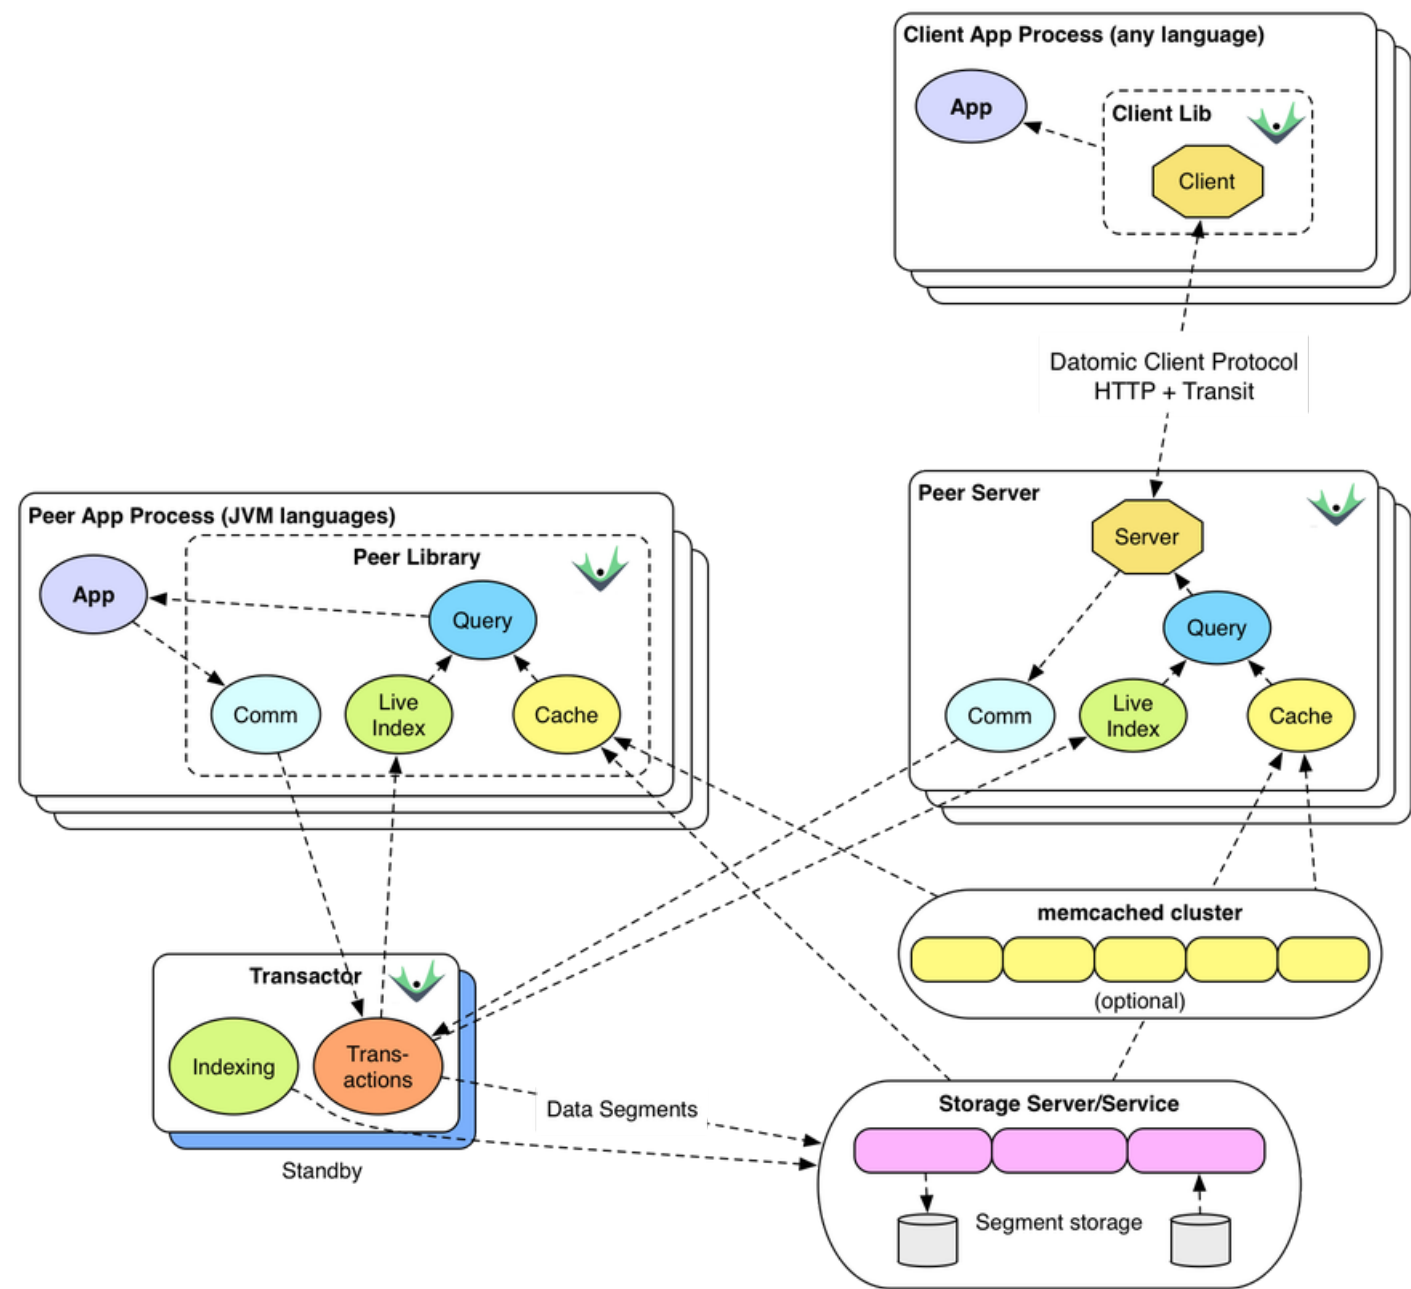 Client App Process (any language)
App
Client Lib
Client
Datomic Client Protocol
HTTP + Transit
Peer App Process (JVM languages)
Peer Library
App
Query
Comm
Live
Index
Cache
Peer Server
Server
Query
Comm
Live
Index
Cache
memcached cluster
(optional)
Transactor
Indexing
Trans-
actions
Standby
Data Segments
Storage Server/Service
Segment storage